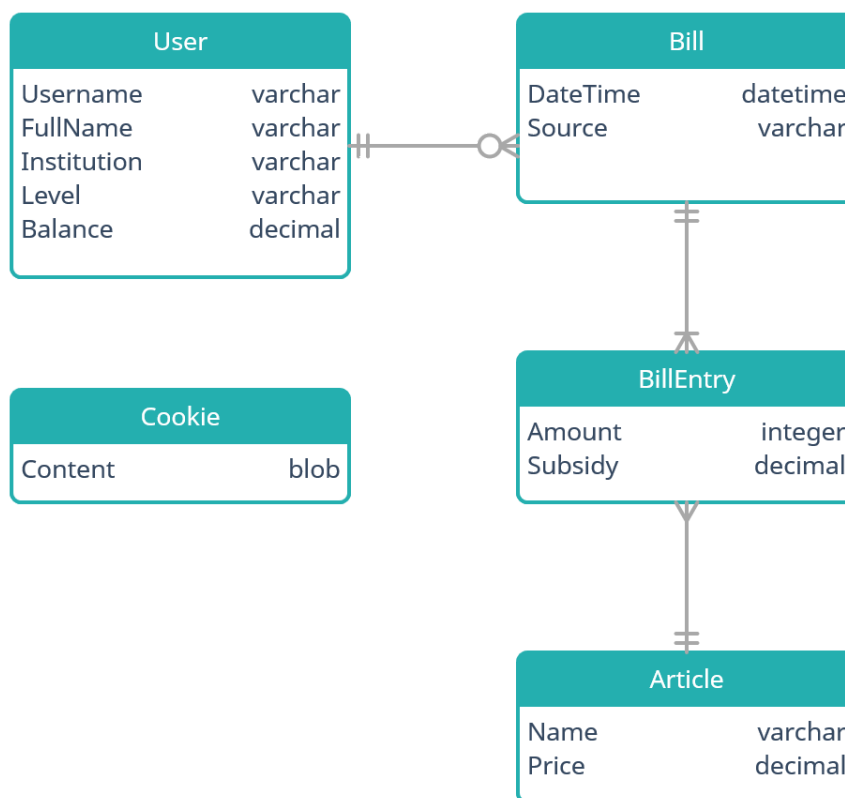 User
Username varchar
FullName varchar
Institution varchar
Level varchar
Balance decimal
Bill
DateTime datetime
Source varchar
Cookie
Content blob
BillEntry
Amount integer
Subsidy decimal
Article
Name varchar
Price decimal